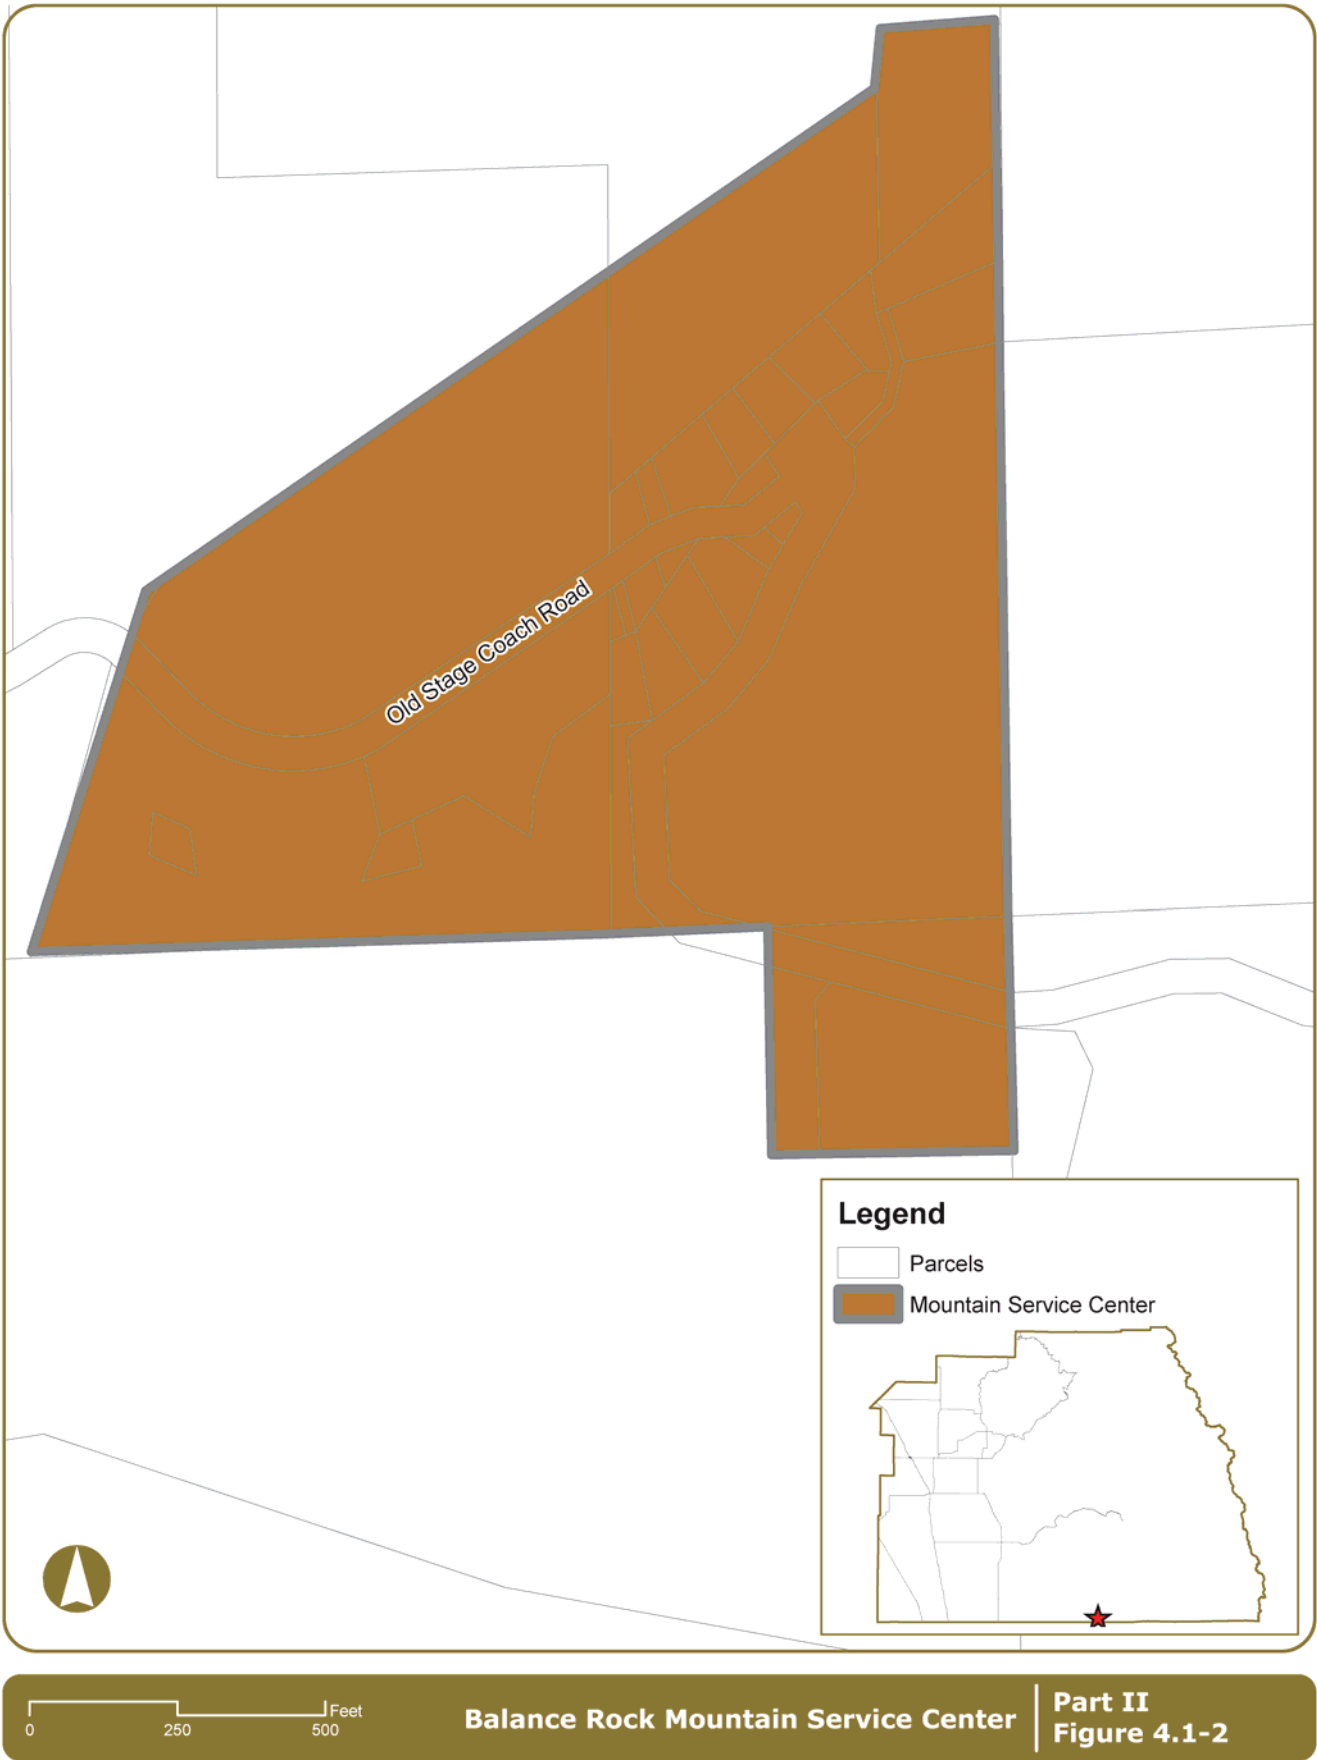 Old Stage Coach Road
Legend
Parcels
Mountain Service Center
Feet
0 250 500
Balance Rock Mountain Service Center
Part II
Figure 4.1-2